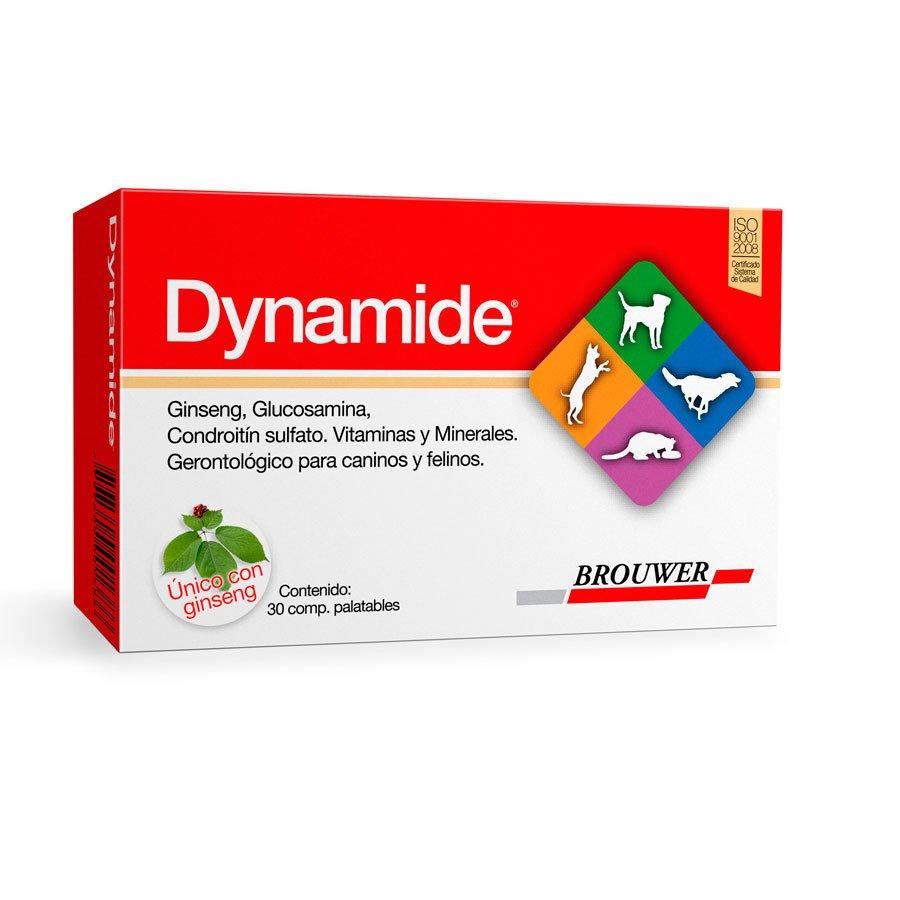 Dynamide
ISO
9001
2008
Certificado
Sistema
de Calidad
Dynamide®
Ginseng, Glucosamina,
Condroitín sulfato. Vitaminas y Minerales.
Gerontológico para caninos y felinos.
Único con
ginseng
Contenido:
30 comp. palatables
BROUWER